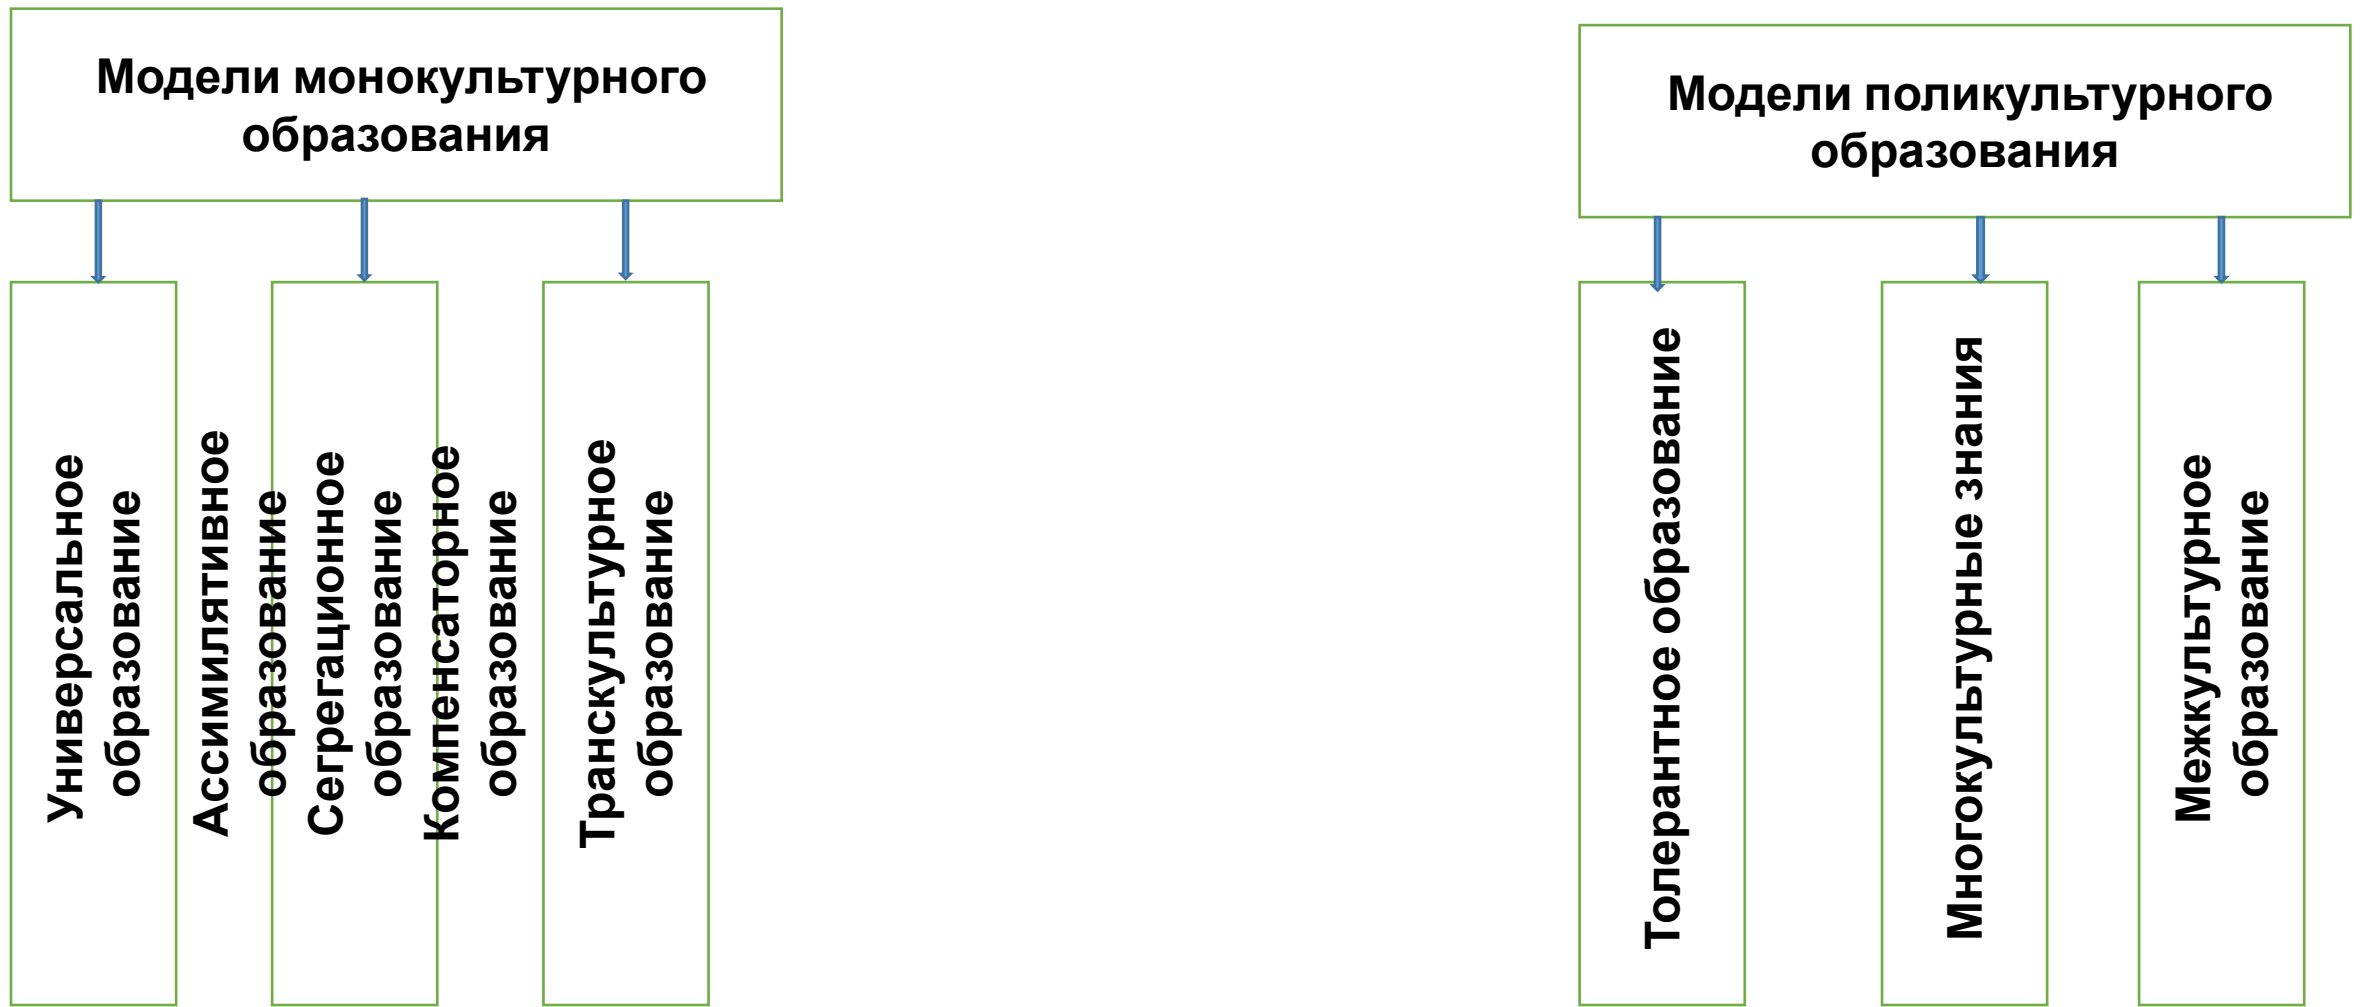 Модели монокультурного
образования
Универсальное
образование
Ассимилятивное
образование
Сегрегационное
образование
Компенсаторное
образование
Транскультурное
образование
Модели поликультурного
образования
Толерантное образование
Многокультурные знания
Межкультурное
образование